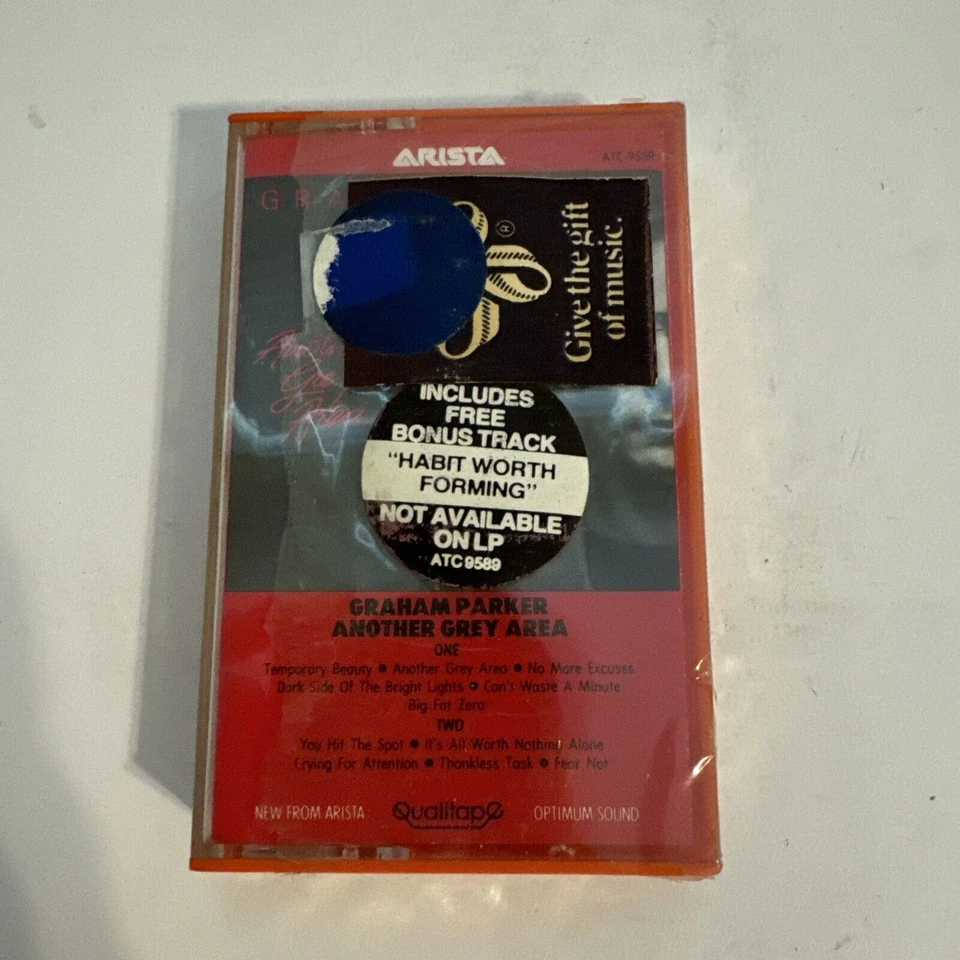 ARISTA
ATC 9589
GRA
Another
Grey
Area
®
Give the gift
of music.
INCLUDES
FREE
BONUS TRACK
"HABIT WORTH
FORMING"
NOT AVAILABLE
ON LP
ATC 9589
GRAHAM PARKER
ANOTHER GREY AREA
ONE
Temporary Beauty • Another Grey Area • No More Excuses
Dark Side Of The Bright Lights • Can't Waste A Minute
Big Fat Zero
TWO
You Hit The Spot • It's All Worth Nothing Alone
Crying For Attention • Thankless Task • Fear Not
NEW FROM ARISTA
Qualitape
OPTIMUM SOUND